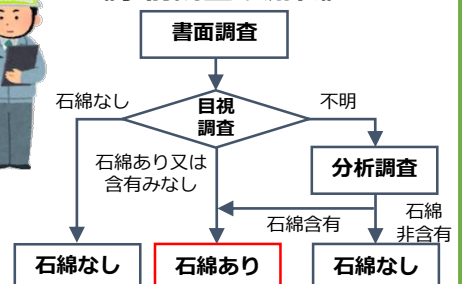 書面調査
石綿なし
目視
調査
不明
石綿あり又は
含有みなし
分析調査
石綿含有
石綿
非含有
石綿なし
石綿あり
石綿なし